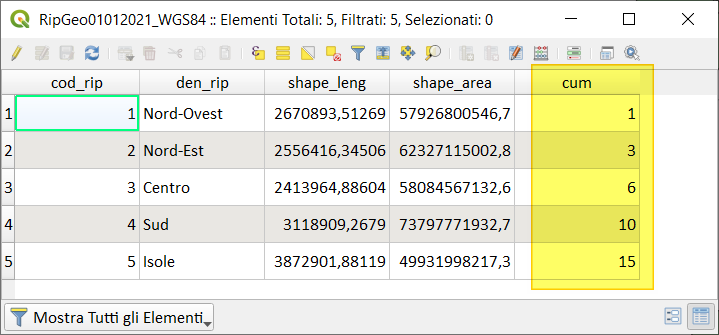 RipGeo01012021_WGS84 :: Elementi Totali: 5, Filtrati: 5, Selezionati: 0
cod_rip den_rip shape_leng shape_area cum
1 1 Nord-Ovest 2670893,51269 57926800546,7 1
2 2 Nord-Est 2556416,34506 62327115002,8 3
3 3 Centro 2413964,88604 58084567132,6 6
4 4 Sud 3118909,2679 73797771932,7 10
5 5 Isole 3872901,88119 49931998217,3 15
Mostra Tutti gli Elementi